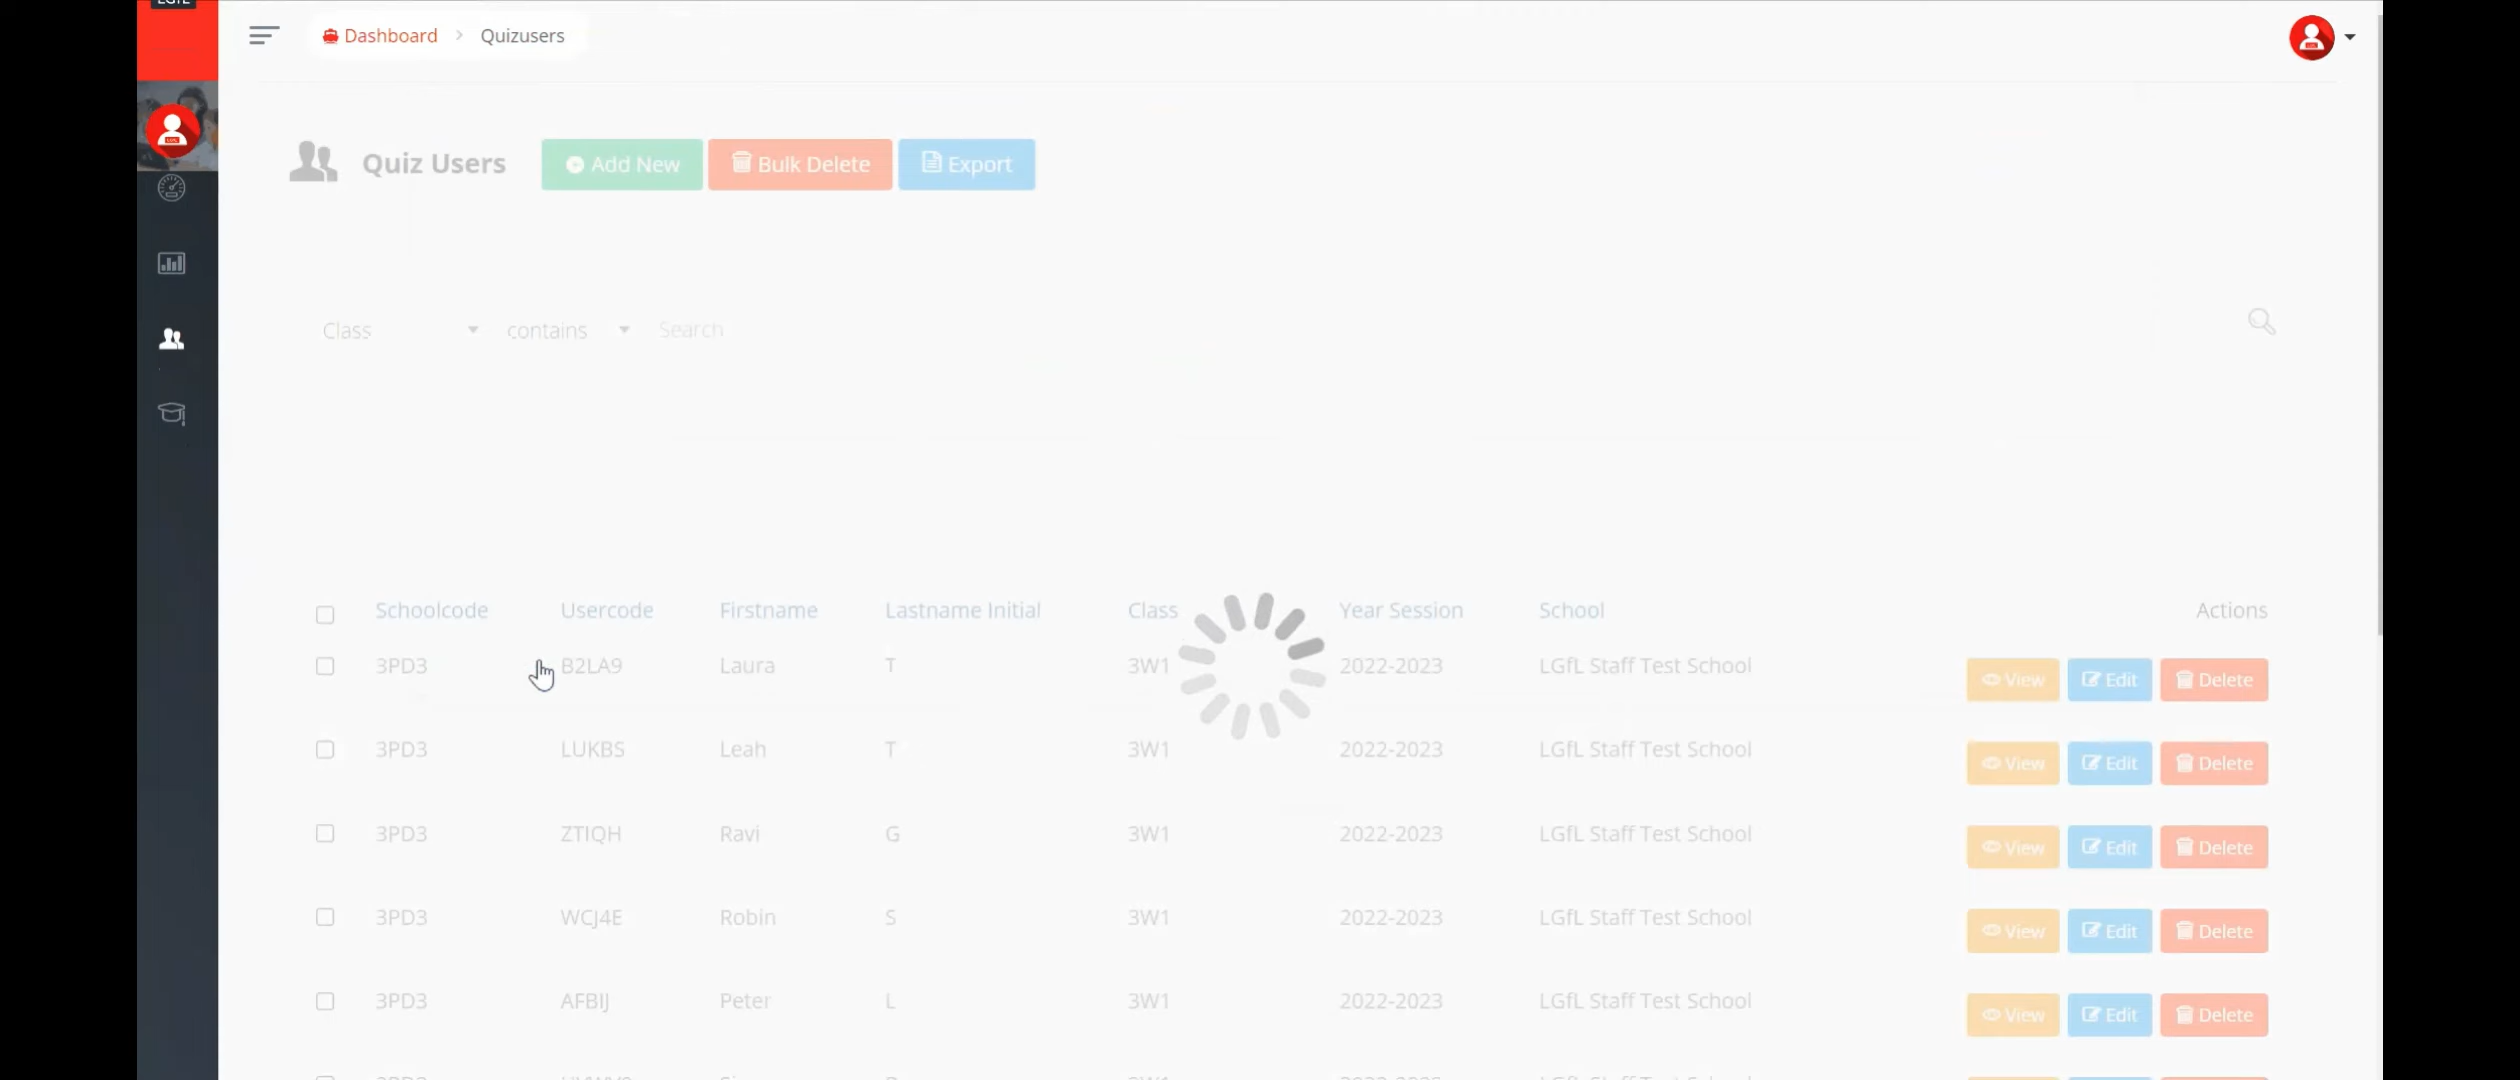 LGfL
Dashboard > Quizusers
Quiz Users Add New Bulk Delete Export
Class contains Search
Schoolcode Usercode Firstname Lastname Initial Class Year Session School Actions
3PD3 B2LA9 Laura T 3W1 2022-2023 LGfL Staff Test School View Edit Delete
3PD3 LUKBS Leah T 3W1 2022-2023 LGfL Staff Test School View Edit Delete
3PD3 ZTIQH Ravi G 3W1 2022-2023 LGfL Staff Test School View Edit Delete
3PD3 WCJ4E Robin S 3W1 2022-2023 LGfL Staff Test School View Edit Delete
3PD3 AFBIJ Peter L 3W1 2022-2023 LGfL Staff Test School View Edit Delete